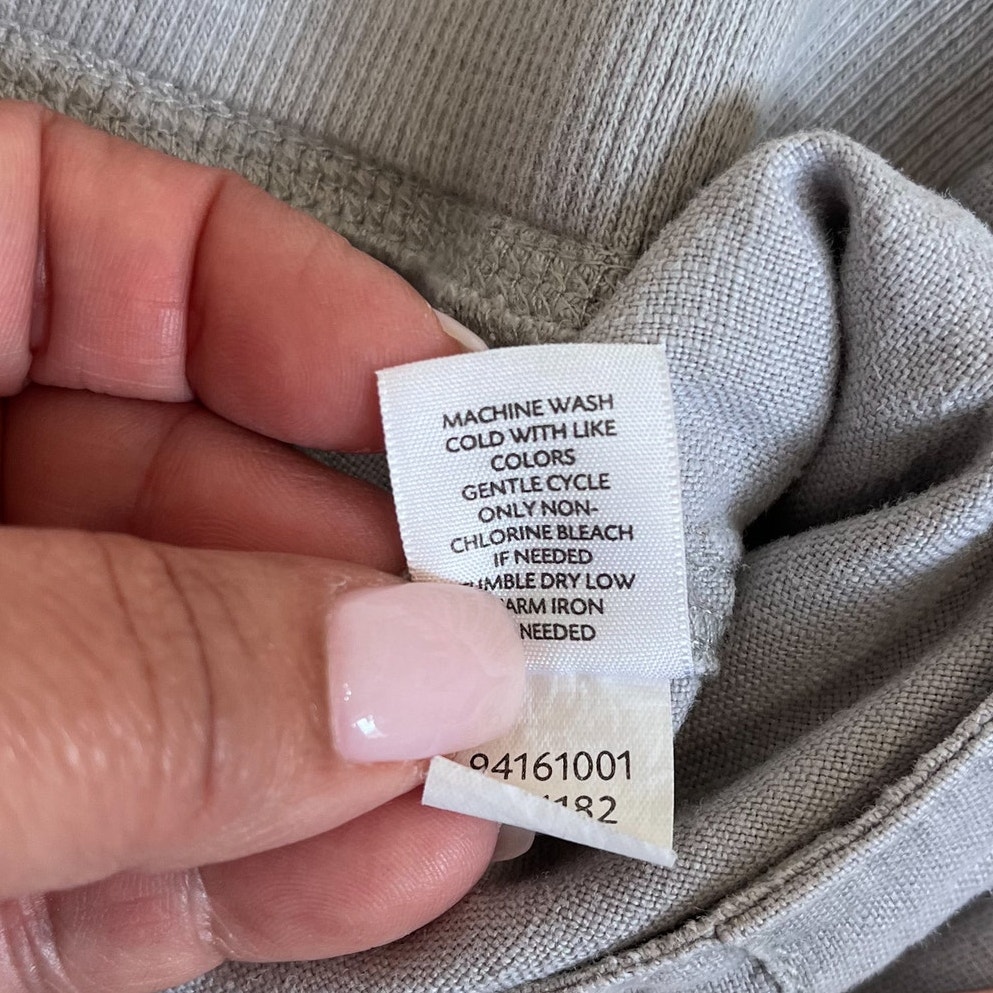 MACHINE WASH
COLD WITH LIKE
COLORS
GENTLE CYCLE
ONLY NON-
CHLORINE BLEACH
IF NEEDED
DRY LOW
IRON
NEEDED
94161001